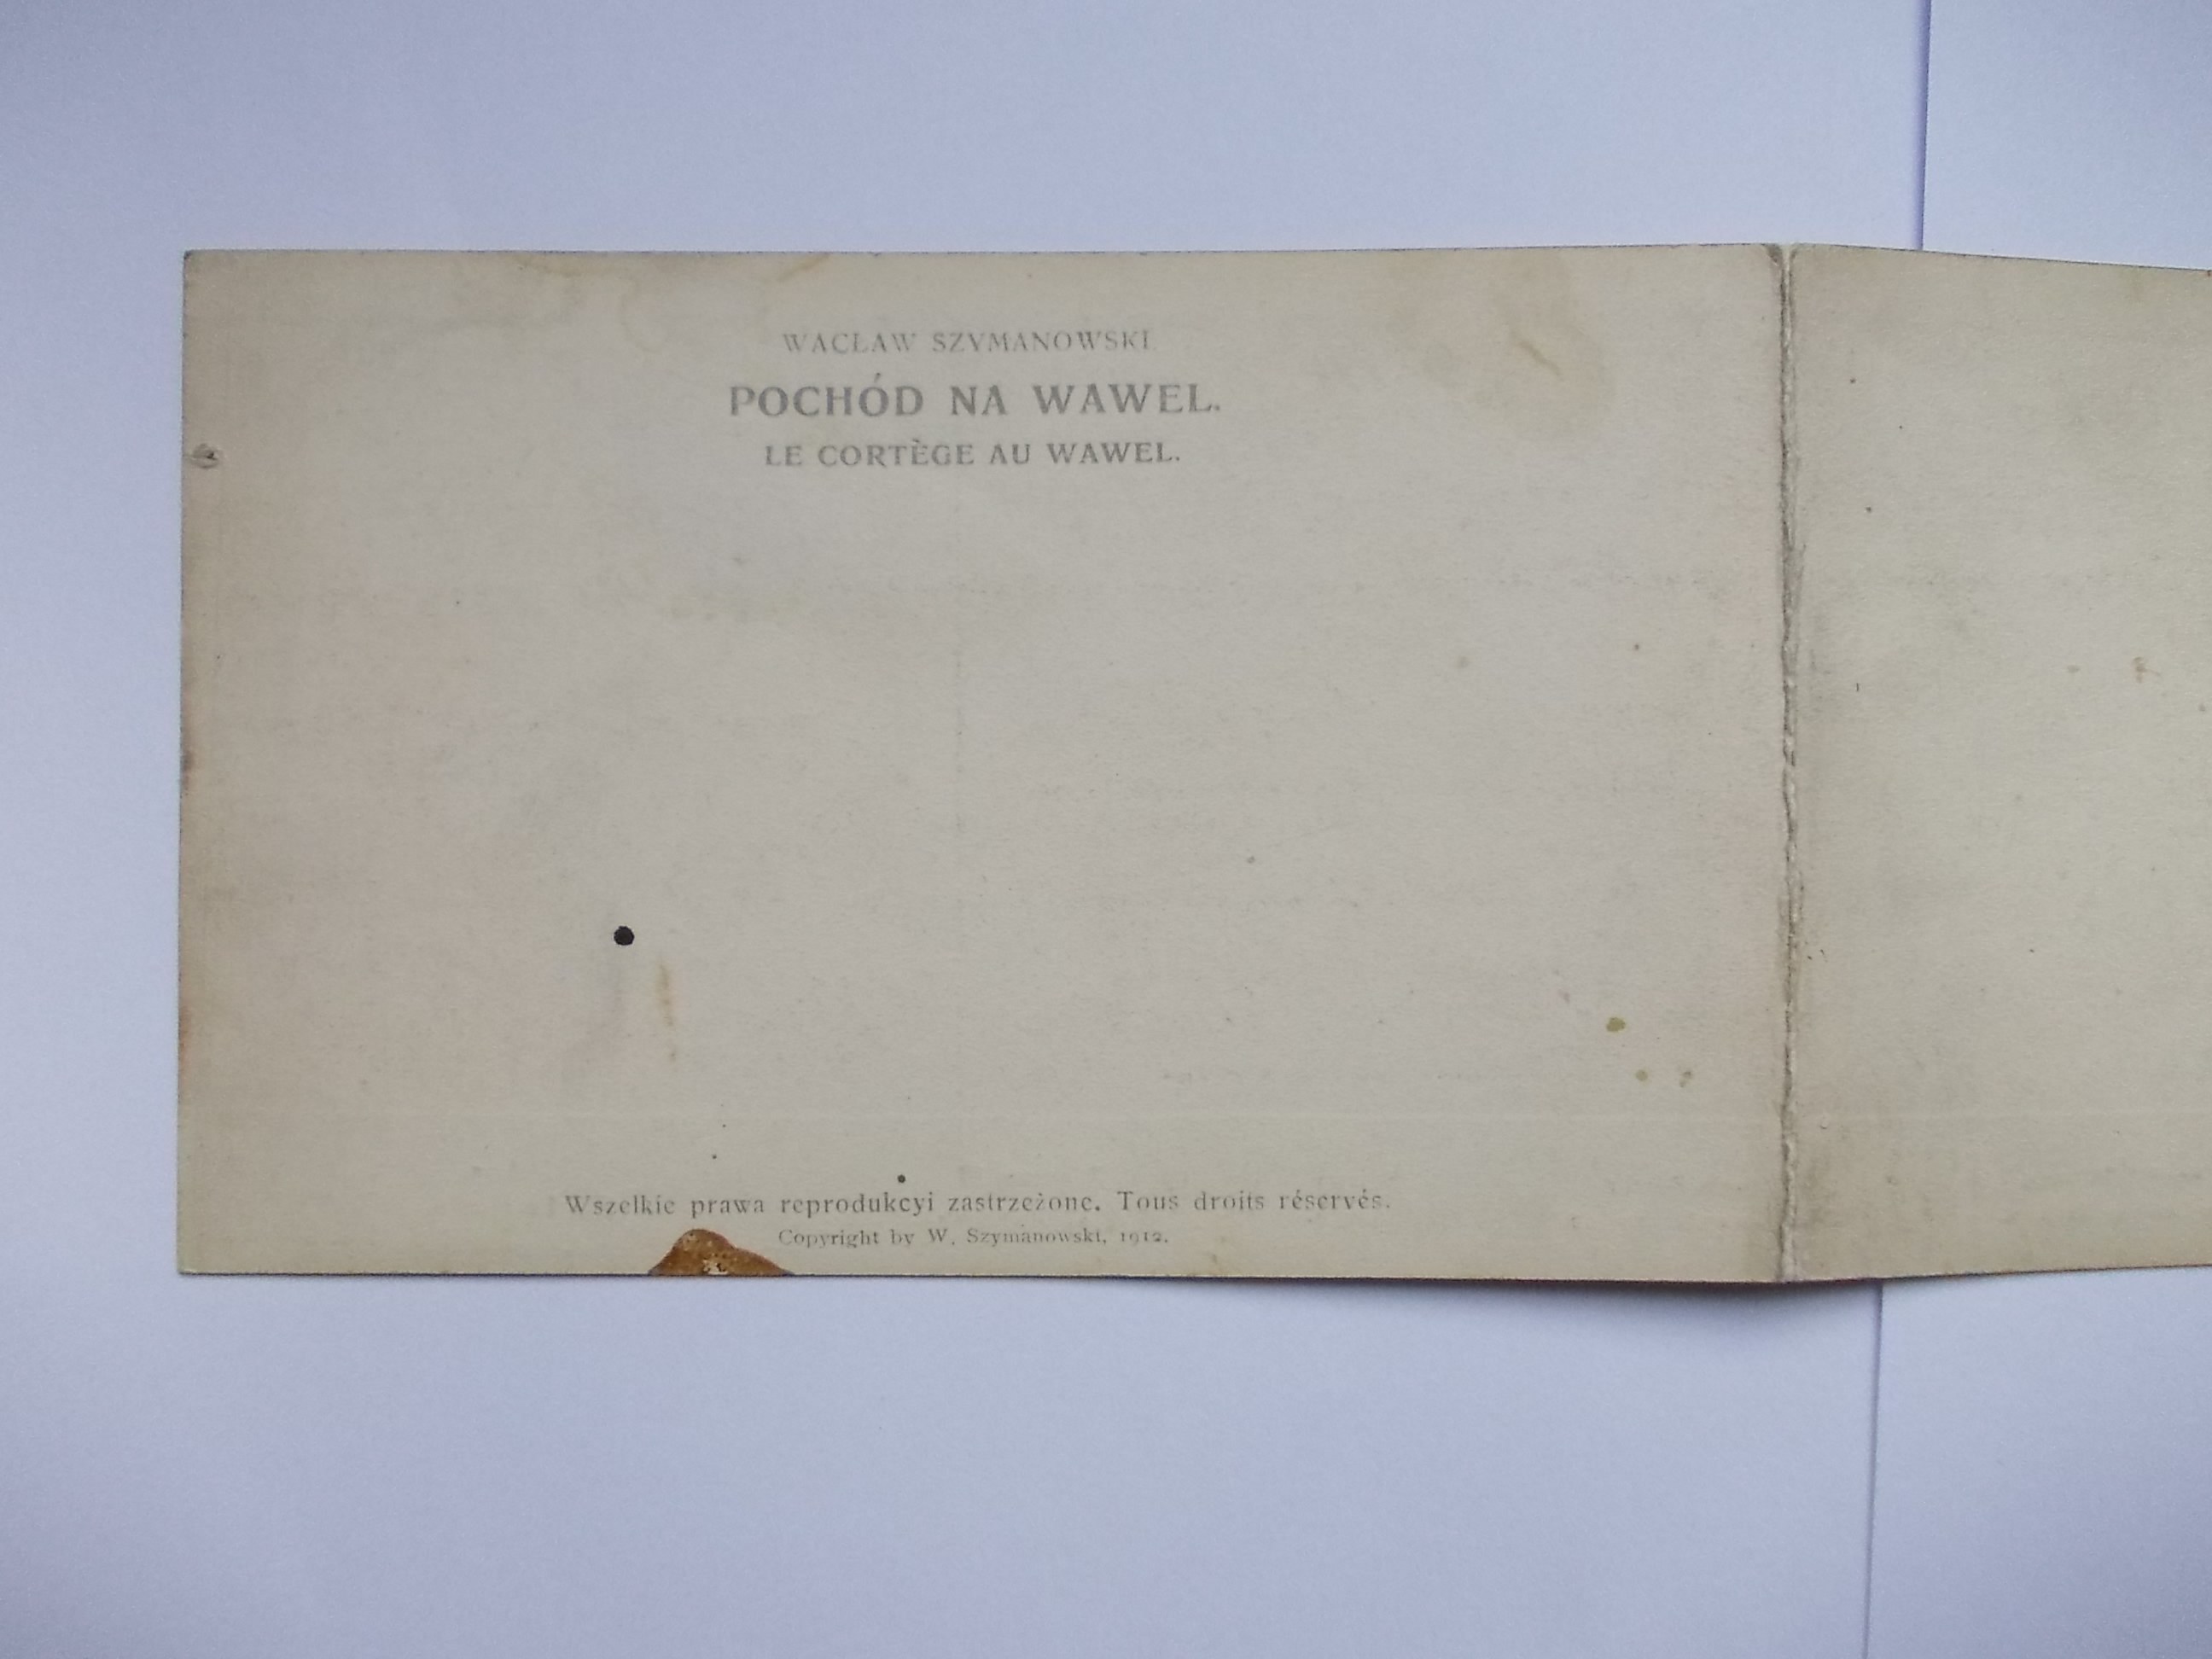 WACŁAW SZYMANOWSKI.
POCHÓD NA WAWEL.
LE CORTÈGE AU WAWEL.
Wszelkie prawa reprodukcyi zastrzeżone. Tous droits réservés.
Copyright by W. Szymanowski, 1912.